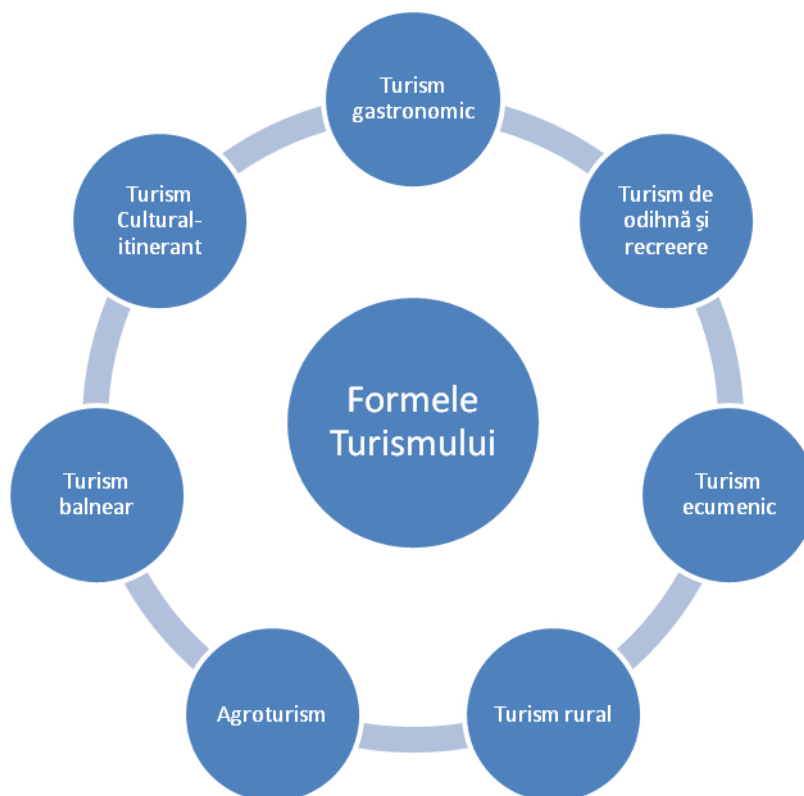 Turism
gastronomic
Turism de
odihnă și
recreere
Turism
ecumenic
Turism rural
Agroturism
Turism
balnear
Turism
Cultural-
itinerant
Formele
Turismului